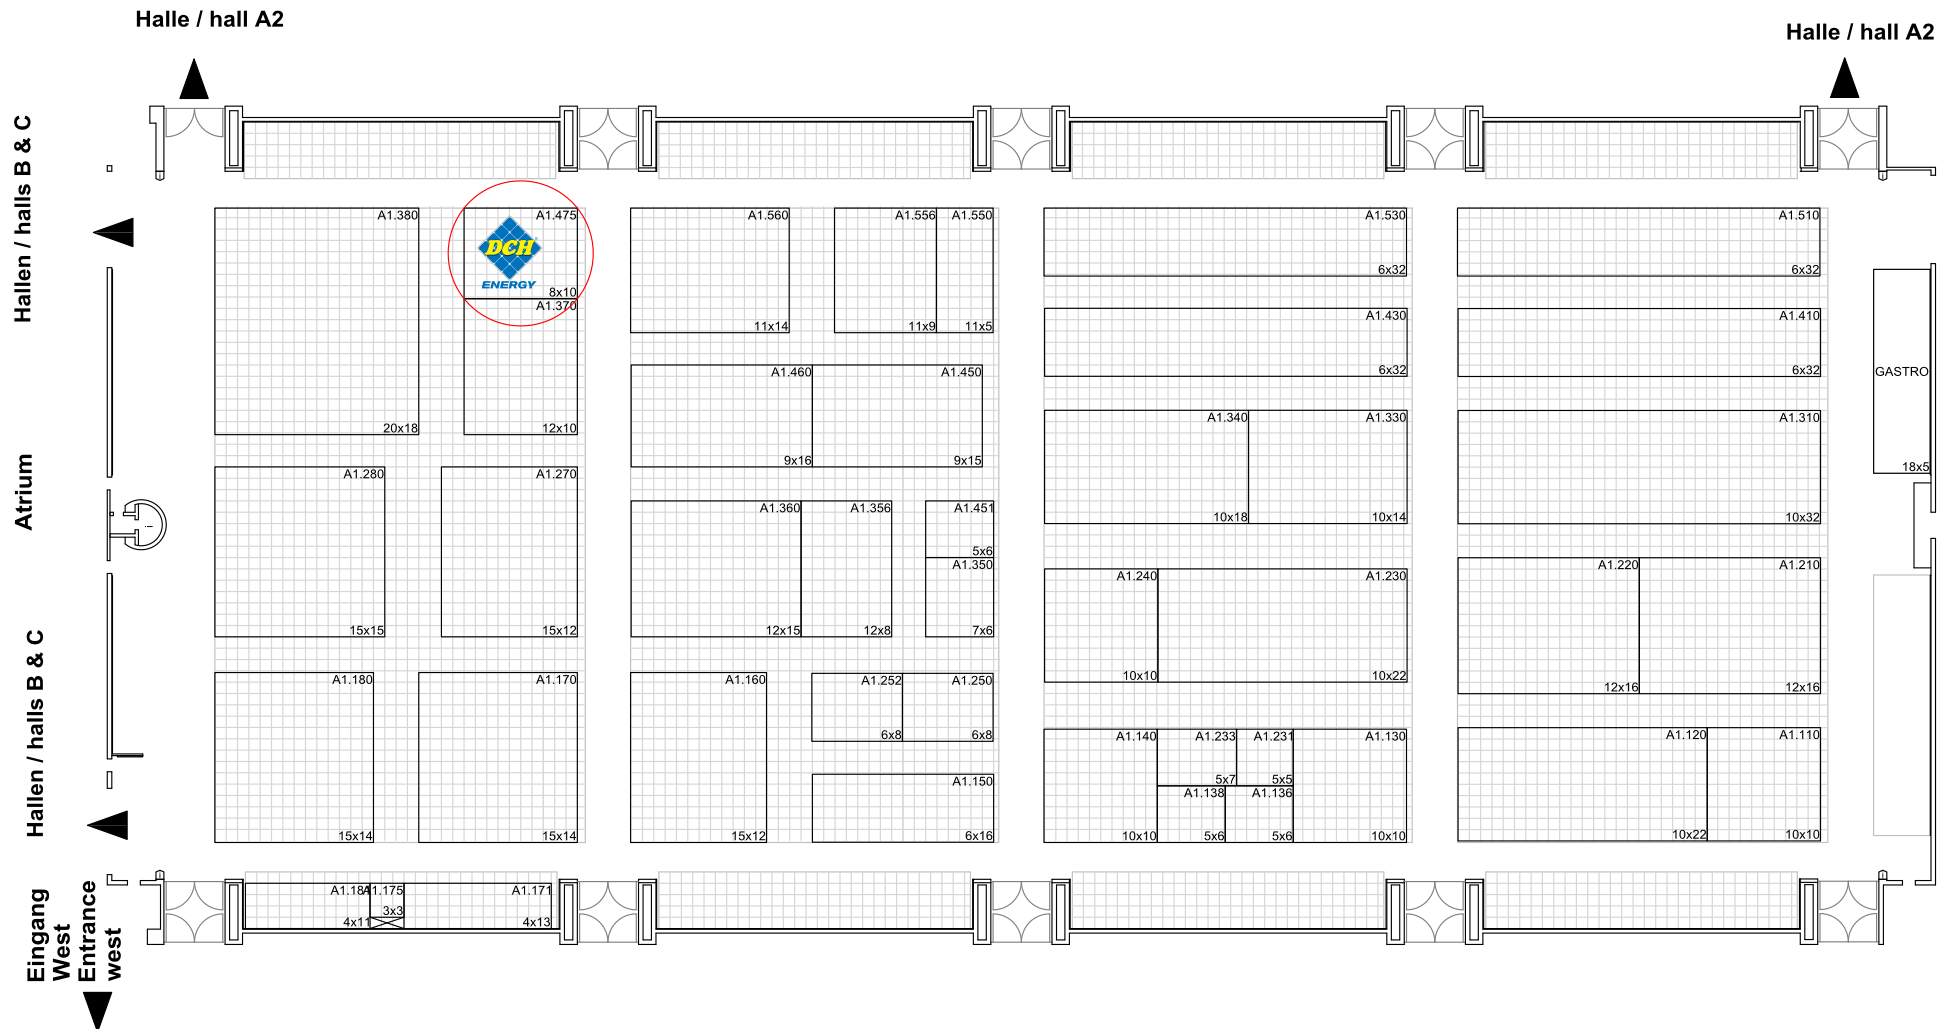 Halle / hall A2
Halle / hall A2
Hallen / halls B & C
Atrium
Hallen / halls B & C
Eingang
West
Entrance
west
A1.380
20x18
A1.475
DCH
ENERGY
8x10
A1.370
12x10
A1.280
15x15
A1.270
15x12
A1.180
15x14
A1.170
15x14
A1.181
4x11
A1.175
3x3
A1.171
4x13
A1.560
11x14
A1.556
11x9
A1.550
11x5
A1.460
9x16
A1.450
9x15
A1.360
12x15
A1.356
12x8
A1.451
5x6
A1.350
7x6
A1.160
15x12
A1.252
6x8
A1.250
6x8
A1.150
6x16
A1.530
6x32
A1.430
6x32
A1.340
10x18
A1.330
10x14
A1.240
10x10
A1.230
10x22
A1.140
10x10
A1.233
5x7
A1.231
5x5
A1.138
5x6
A1.136
5x6
A1.130
10x10
A1.510
6x32
A1.410
6x32
A1.310
10x32
A1.220
12x16
A1.210
12x16
A1.120
10x22
A1.110
10x10
GASTRO
18x5
i